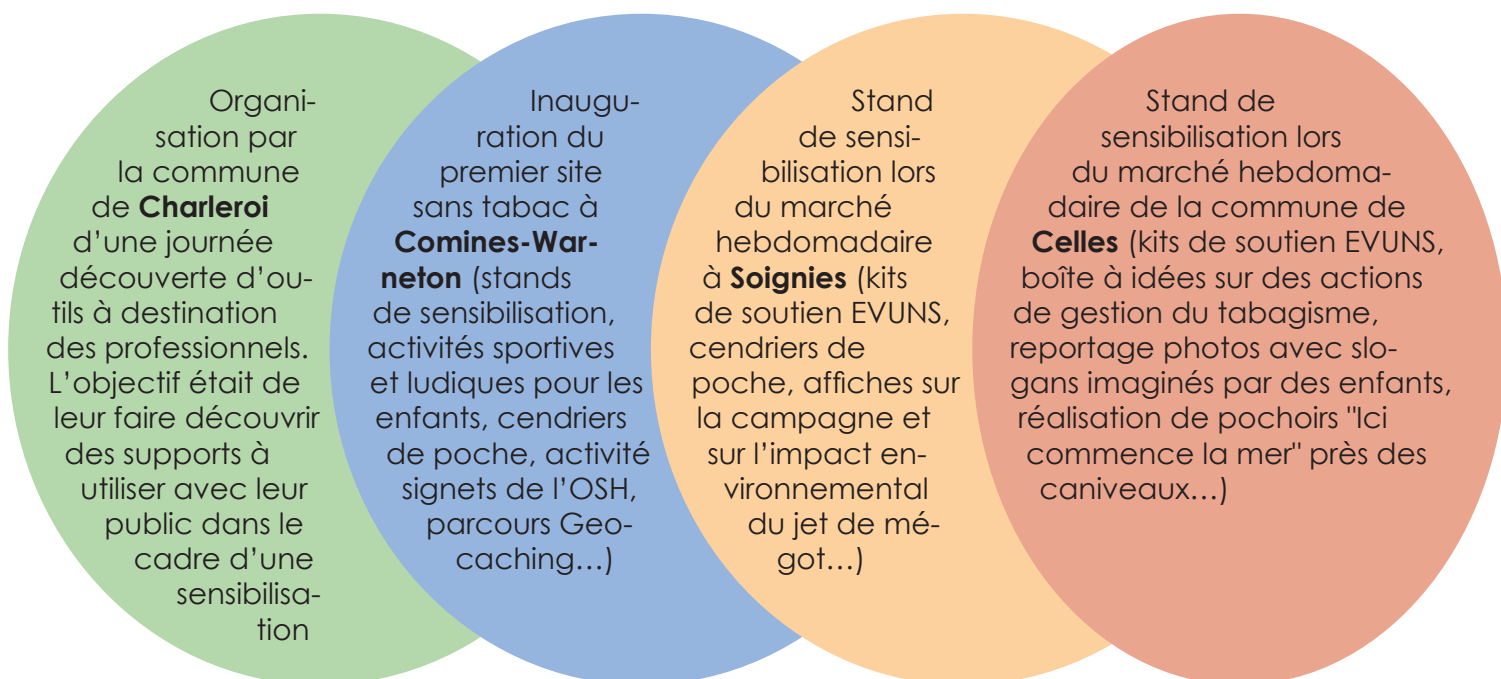 Organi-
sation par
la commune
de Charleroi
d’une journée
découverte d’ou-
tils à destination
des professionnels.
L’objectif était de
leur faire découvrir
des supports à
utiliser avec leur
public dans le
cadre d’une
sensibilisa-
tion
Inaugu-
ration du
premier site
sans tabac à
Comines-War-
neton (stands
de sensibilisation,
activités sportives
et ludiques pour les
enfants, cendriers
de poche, activité
signets de l’OSH,
parcours Geo-
caching…)
Stand
de sensi-
bilisation lors
du marché
hebdomadaire
à Soignies (kits
de soutien EVUNS,
cendriers de
poche, affiches sur
la campagne et
sur l’impact en-
vironnemental
du jet de mé-
got…)
Stand de
sensibilisation lors
du marché hebdoma-
daire de la commune de
Celles (kits de soutien EVUNS,
boîte à idées sur des actions
de gestion du tabagisme,
reportage photos avec slo-
gans imaginés par des enfants,
réalisation de pochoirs "Ici
commence la mer" près des
caniveaux…)